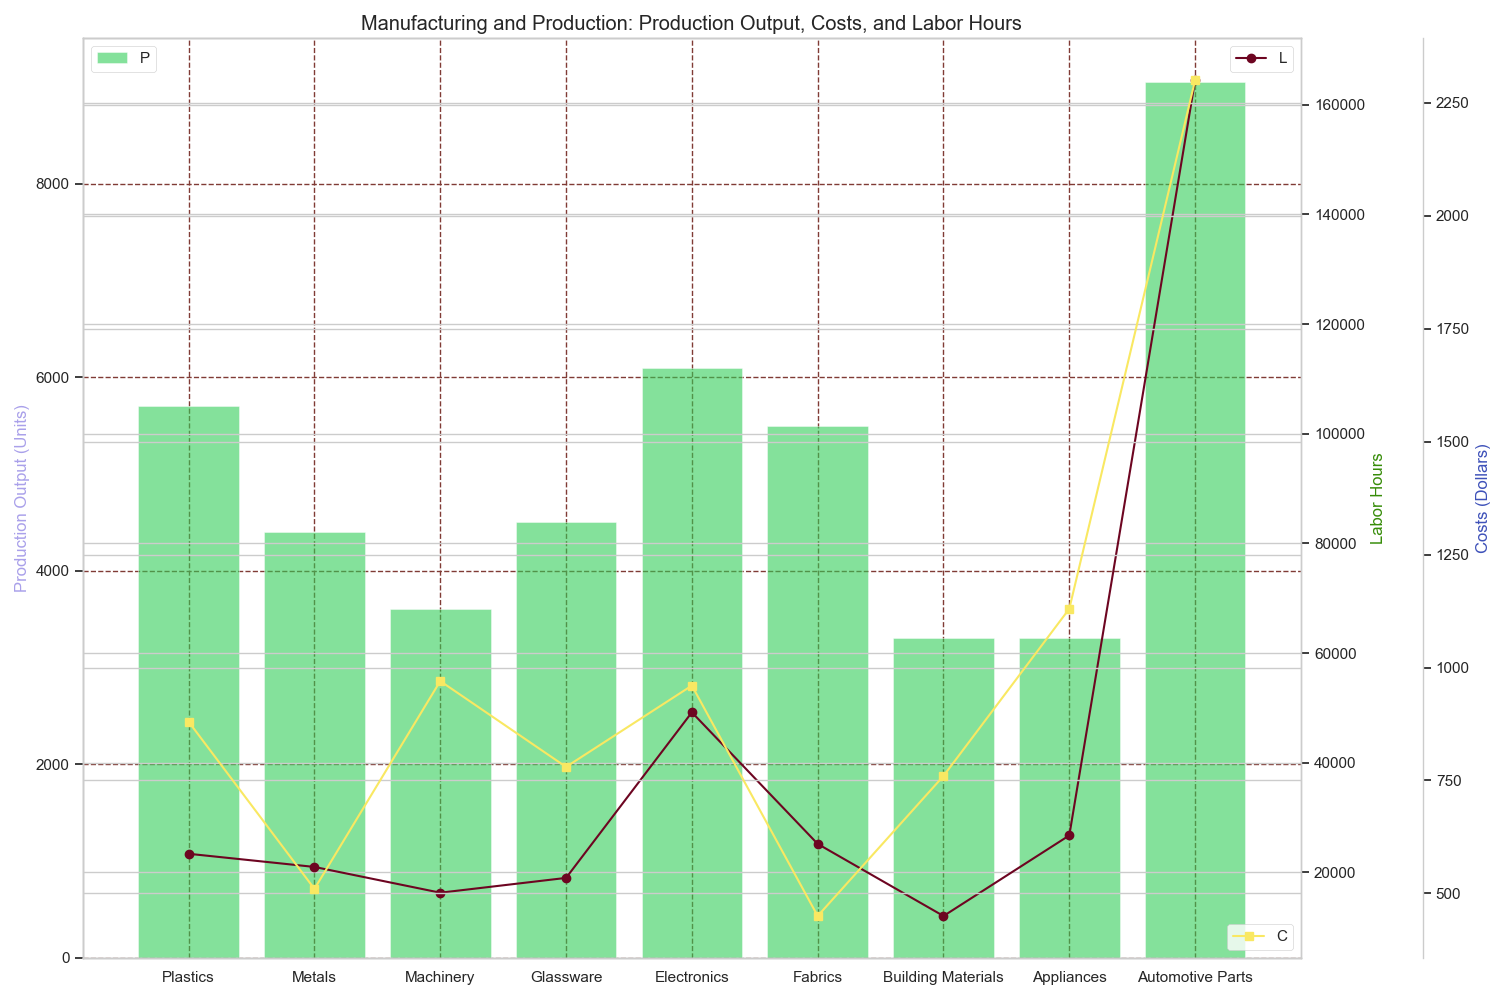 Manufacturing and Production: Production Output, Costs, and Labor Hours
P
L
C
Production Output (Units)
8000
6000
4000
2000
0
160000
140000
120000
100000
80000
60000
40000
20000
Labor Hours
2250
2000
1750
1500
1250
1000
750
500
Costs (Dollars)
Plastics Metals Machinery Glassware Electronics Fabrics Building Materials Appliances Automotive Parts